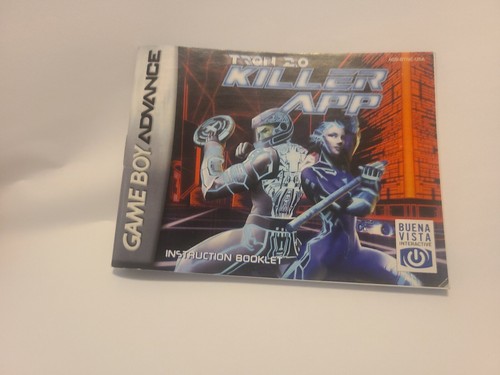 TRON 2.0
KILLER
APP
GAME BOY ADVANCE
INSTRUCTION BOOKLET
BUENA
VISTA
INTERACTIVE